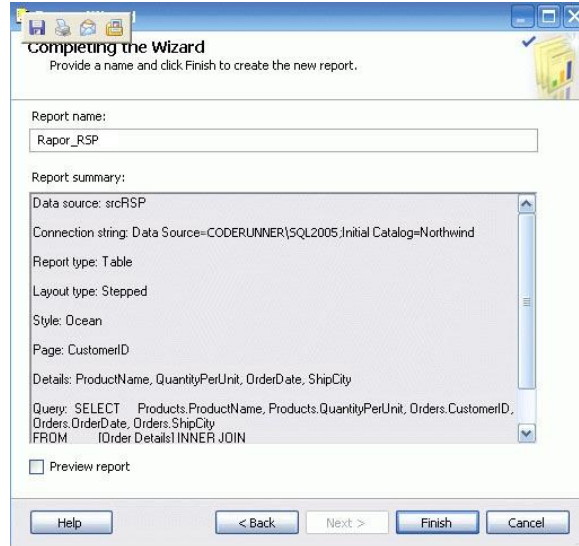 Completing the Wizard
Provide a name and click Finish to create the new report.
Report name:
Rapor_RSP
Report summary:
Data source: srcRSP
Connection string: Data Source=CODERUNNER\SQL2005;Initial Catalog=Northwind
Report type: Table
Layout type: Stepped
Style: Ocean
Page: CustomerID
Details: ProductName, QuantityPerUnit, OrderDate, ShipCity
Query: SELECT Products.ProductName, Products.QuantityPerUnit, Orders.CustomerID,
Orders.OrderDate, Orders.ShipCity
FROM [Order Details] INNER JOIN
Preview report
Help
< Back
Next >
Finish
Cancel